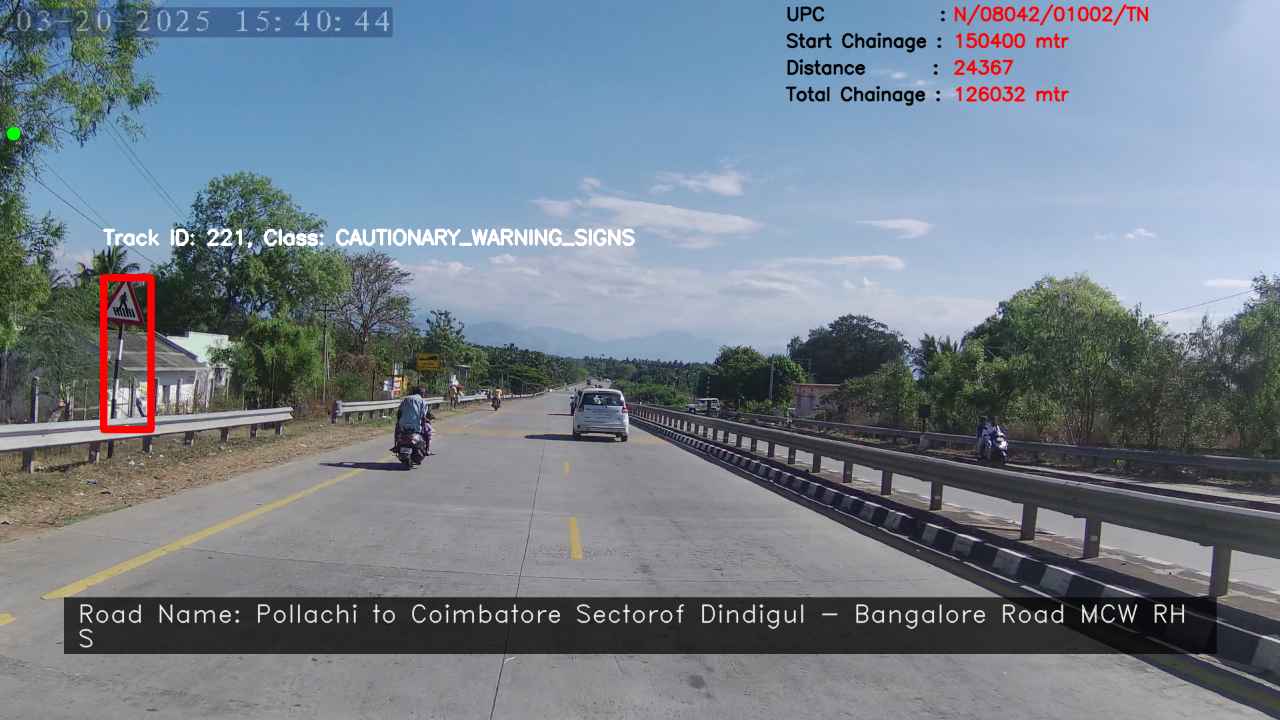 03-20-2025 15:40:44
UPC : N/08042/01002/TN
Start Chainage : 150400 mtr
Distance : 24367
Total Chainage : 126032 mtr
Track ID: 221, Class: CAUTIONARY_WARNING_SIGNS
Road Name: Pollachi to Coimbatore Sectorof Dindigul - Bangalore Road MCW RH
S